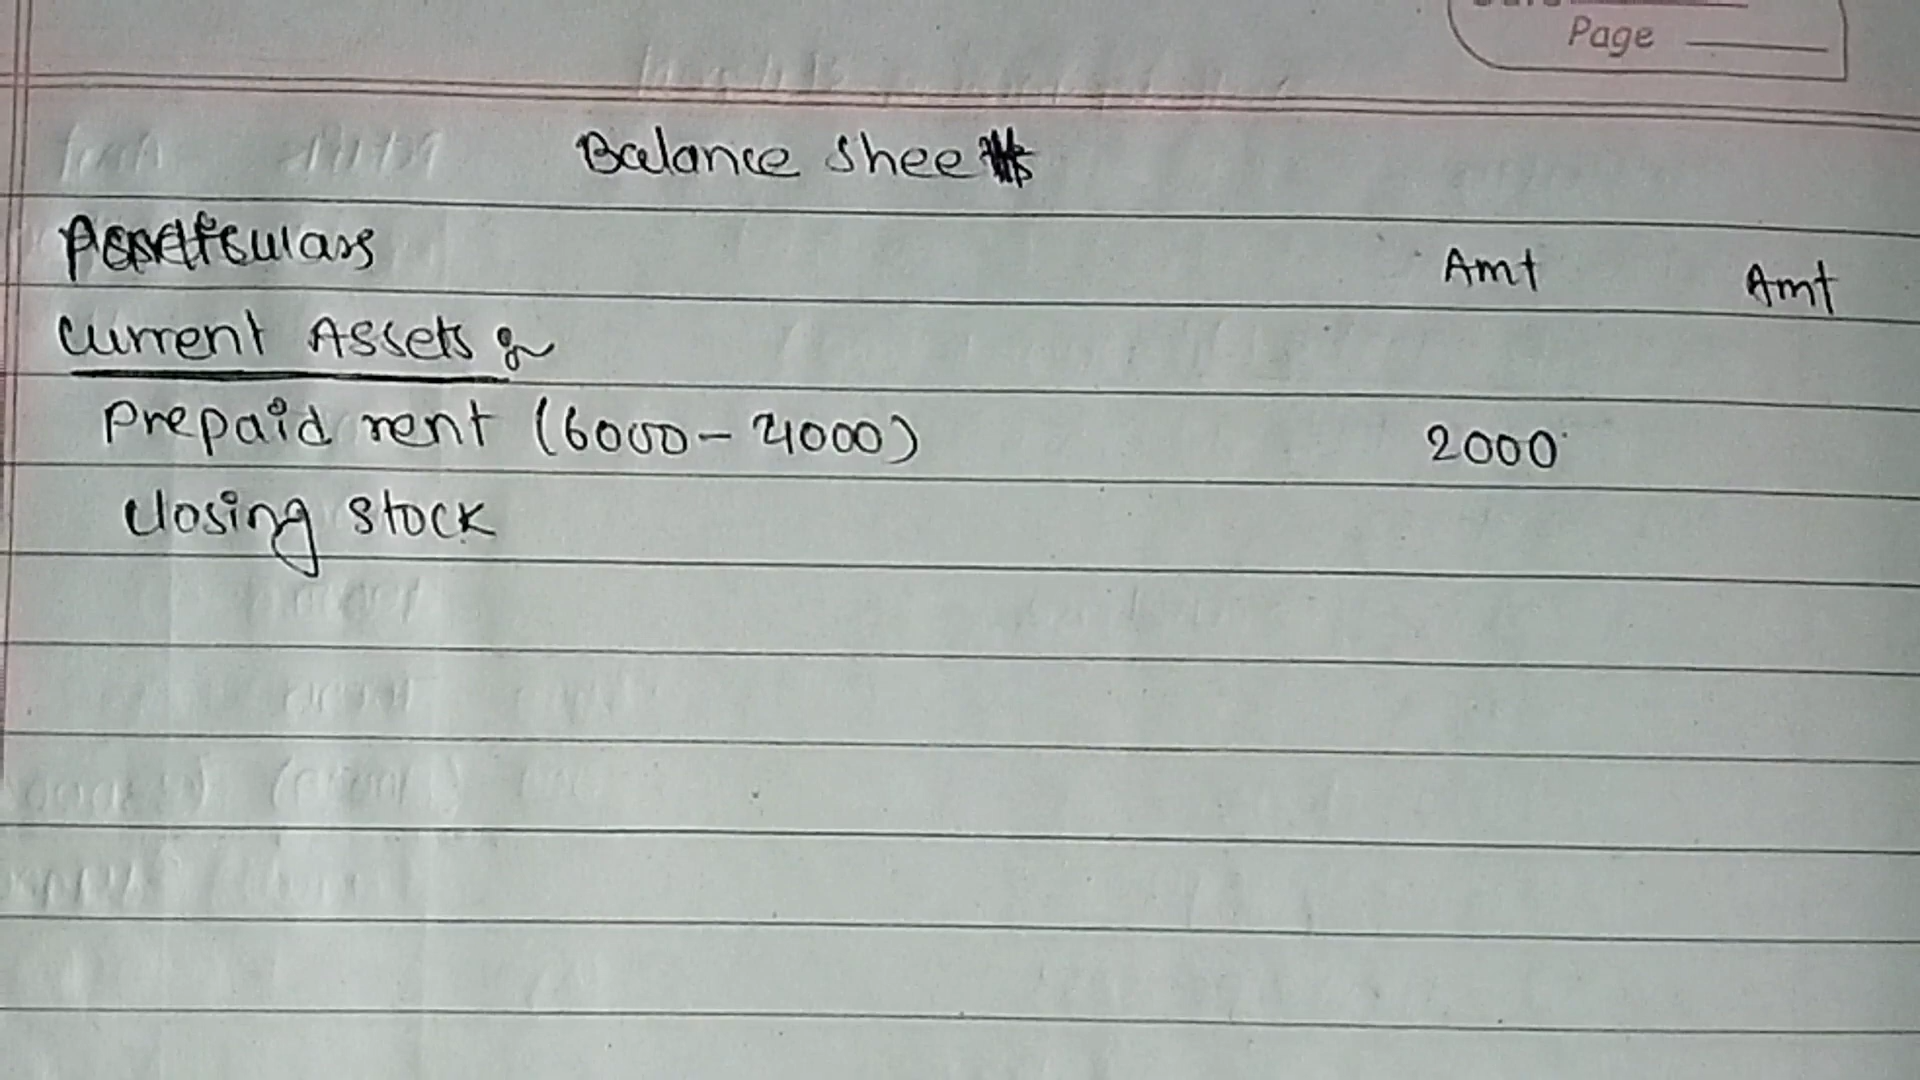 Page
Balance Sheet
Particulars Amt Amt
Current Assets :-
Prepaid rent (6000 - 4000) 2000
Closing stock